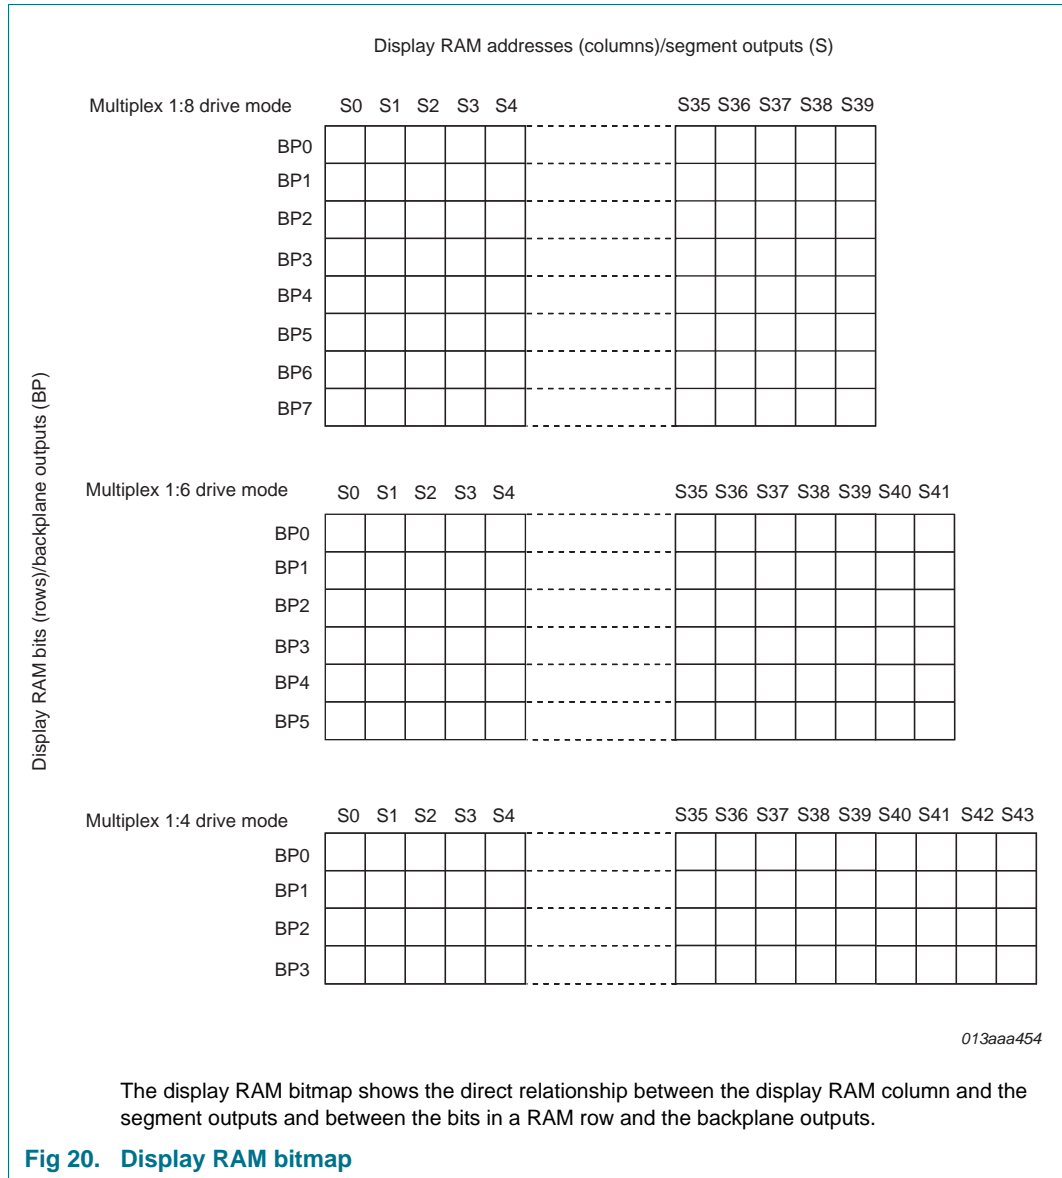 Display RAM addresses (columns)/segment outputs (S)
Multiplex 1:8 drive mode S0 S1 S2 S3 S4 S35 S36 S37 S38 S39
BP0
BP1
BP2
BP3
BP4
BP5
BP6
BP7
Display RAM bits (rows)/backplane outputs (BP)
Multiplex 1:6 drive mode S0 S1 S2 S3 S4 S35 S36 S37 S38 S39 S40 S41
BP0
BP1
BP2
BP3
BP4
BP5
Multiplex 1:4 drive mode S0 S1 S2 S3 S4 S35 S36 S37 S38 S39 S40 S41 S42 S43
BP0
BP1
BP2
BP3
013aaa454
The display RAM bitmap shows the direct relationship between the display RAM column and the
segment outputs and between the bits in a RAM row and the backplane outputs.
Fig 20. Display RAM bitmap